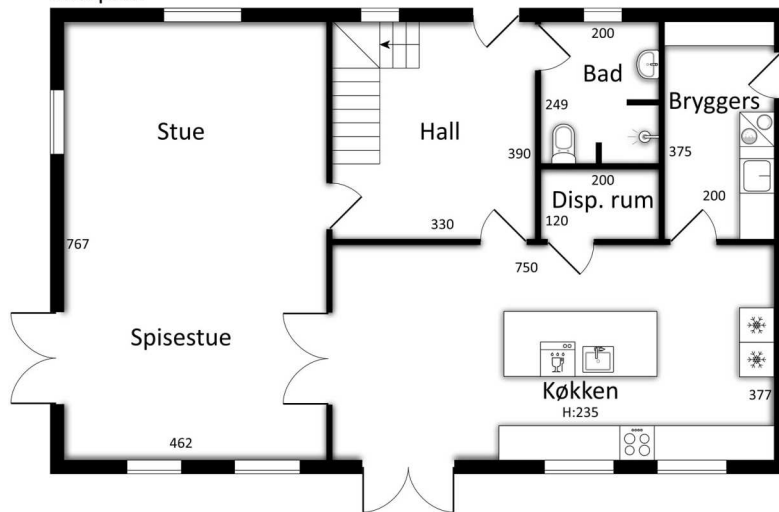 200
Bad
Stue
Hall
249
Bryggers
390
375
200
Disp. rum
120
200
330
767
750
Spisestue
Køkken
H:235
377
462